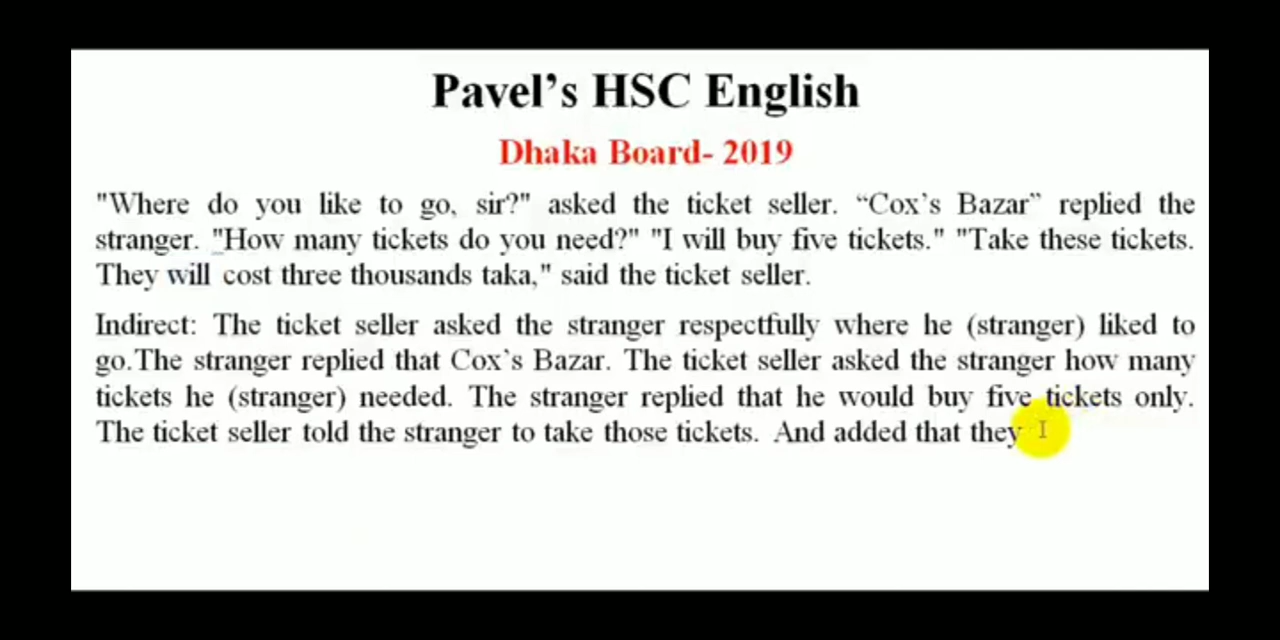 Pavel's HSC English
Dhaka Board- 2019
"Where do you like to go, sir?" asked the ticket seller. “Cox's Bazar” replied the
stranger. "How many tickets do you need?" "I will buy five tickets." "Take these tickets.
They will cost three thousands taka," said the ticket seller.
Indirect: The ticket seller asked the stranger respectfully where he (stranger) liked to
go.The stranger replied that Cox's Bazar. The ticket seller asked the stranger how many
tickets he (stranger) needed. The stranger replied that he would buy five tickets only.
The ticket seller told the stranger to take those tickets. And added that they